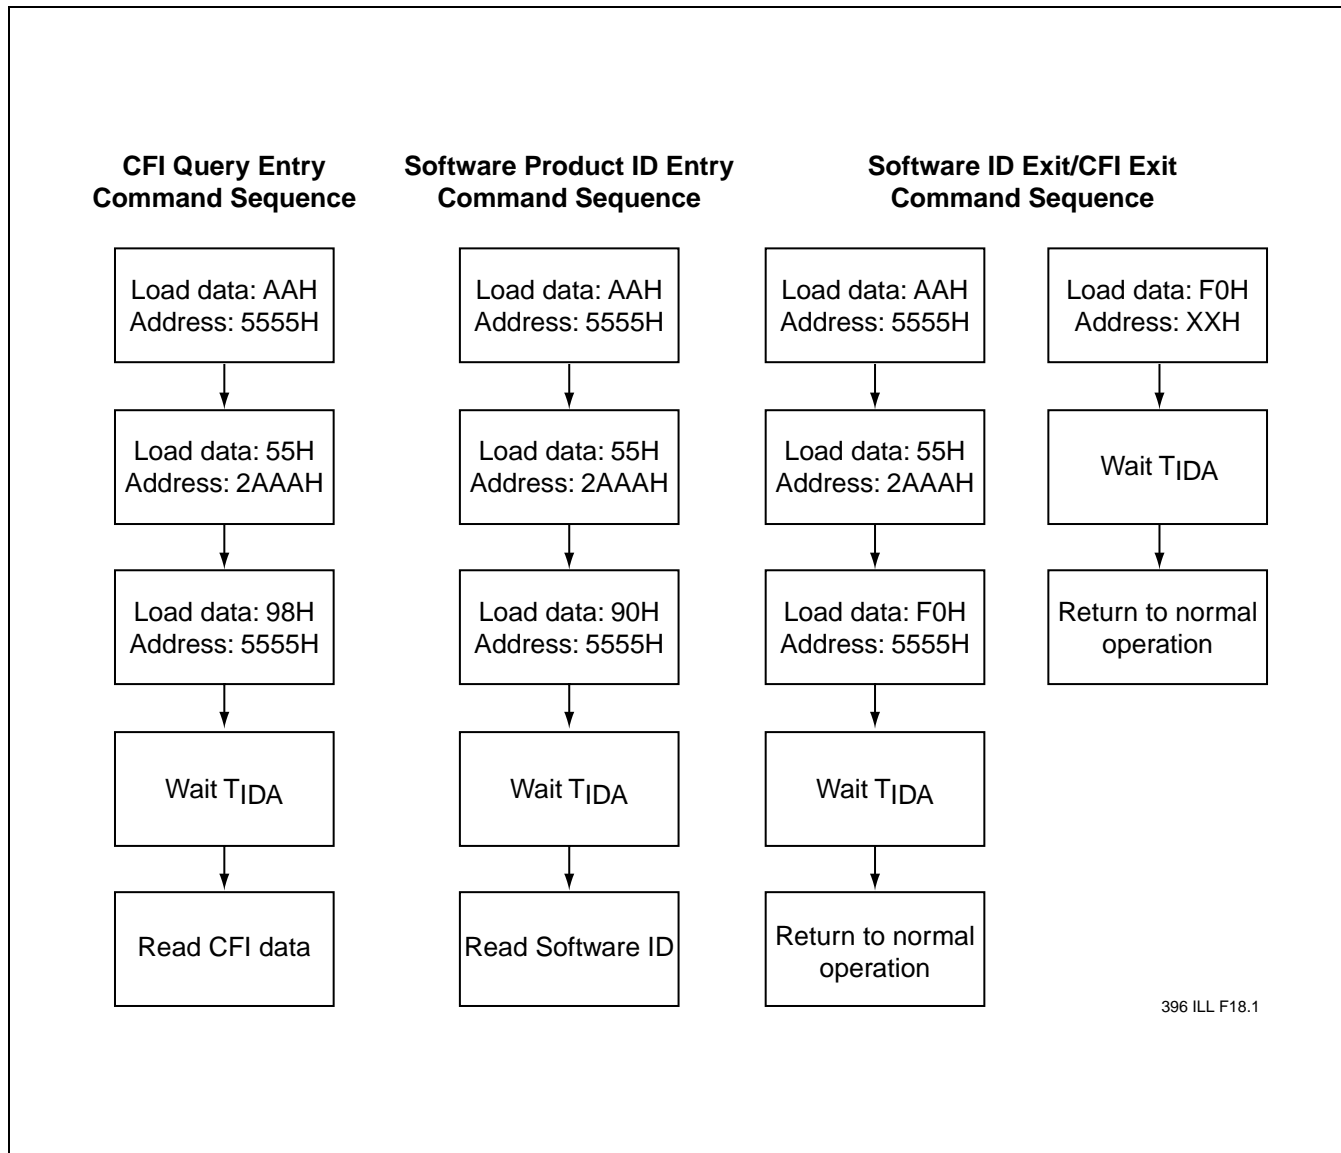 CFI Query Entry
Command Sequence
Load data: AAH
Address: 5555H
Load data: 55H
Address: 2AAAH
Load data: 98H
Address: 5555H
Wait TIDA
Read CFI data
Software Product ID Entry
Command Sequence
Load data: AAH
Address: 5555H
Load data: 55H
Address: 2AAAH
Load data: 90H
Address: 5555H
Wait TIDA
Read Software ID
Software ID Exit/CFI Exit
Command Sequence
Load data: AAH
Address: 5555H
Load data: 55H
Address: 2AAAH
Load data: F0H
Address: 5555H
Wait TIDA
Return to normal
operation
Load data: F0H
Address: XXH
Wait TIDA
Return to normal
operation
396 ILL F18.1